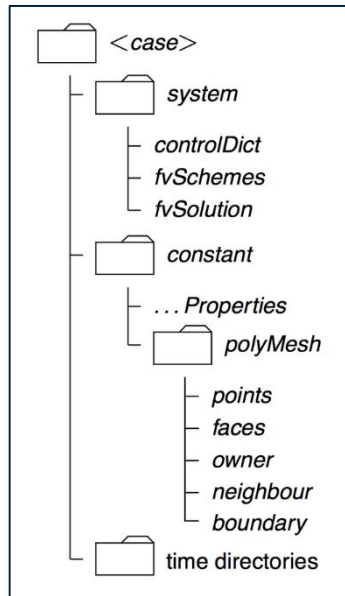 <case>
system
controlDict
fvSchemes
fvSolution
constant
...Properties
polyMesh
points
faces
owner
neighbour
boundary
time directories